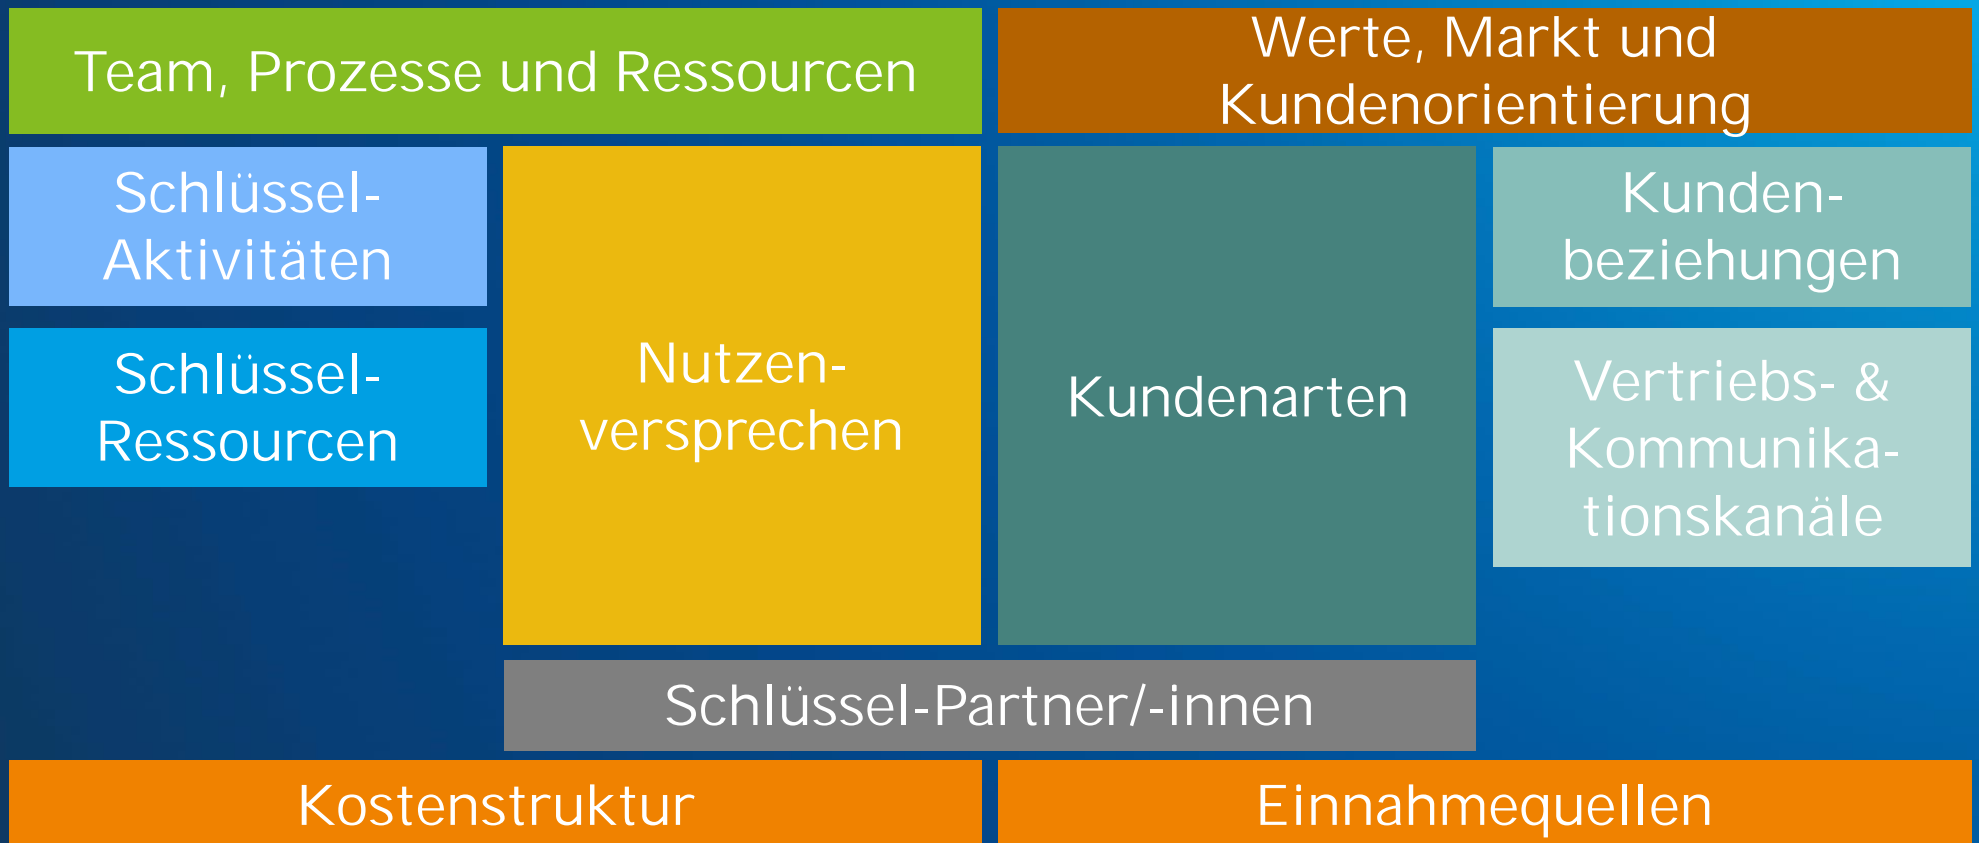 Team, Prozesse und Ressourcen
Werte, Markt und
Kundenorientierung
Schlüssel-
Aktivitäten
Schlüssel-
Ressourcen
Nutzen-
versprechen
Kundenarten
Kunden-
beziehungen
Vertriebs- &
Kommunika-
tionskanäle
Schlüssel-Partner/-innen
Kostenstruktur
Einnahmequellen